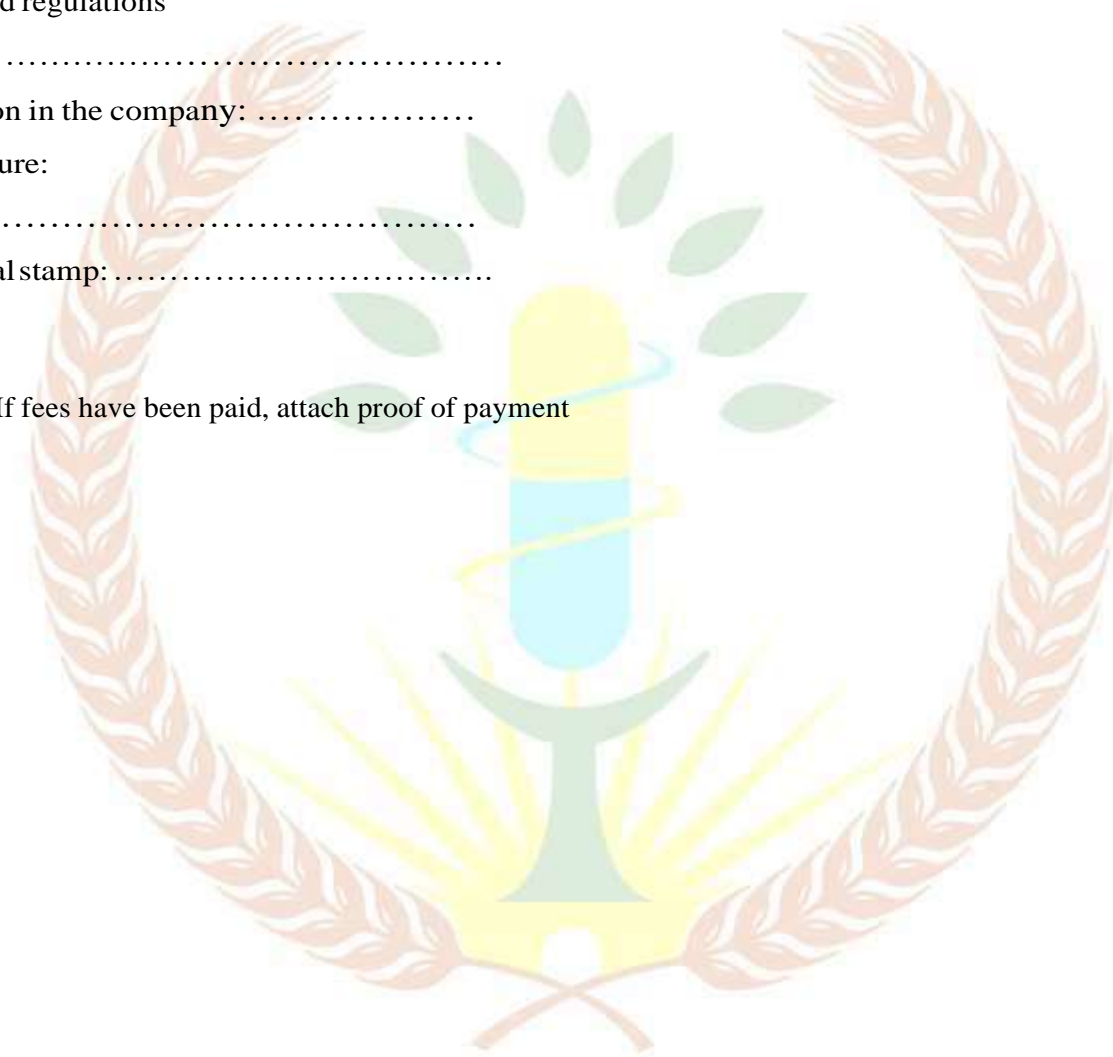 d regulations
………………………………………
on in the company: ………………
ure:
……………………………………
al stamp: …………………………….
If fees have been paid, attach proof of payment